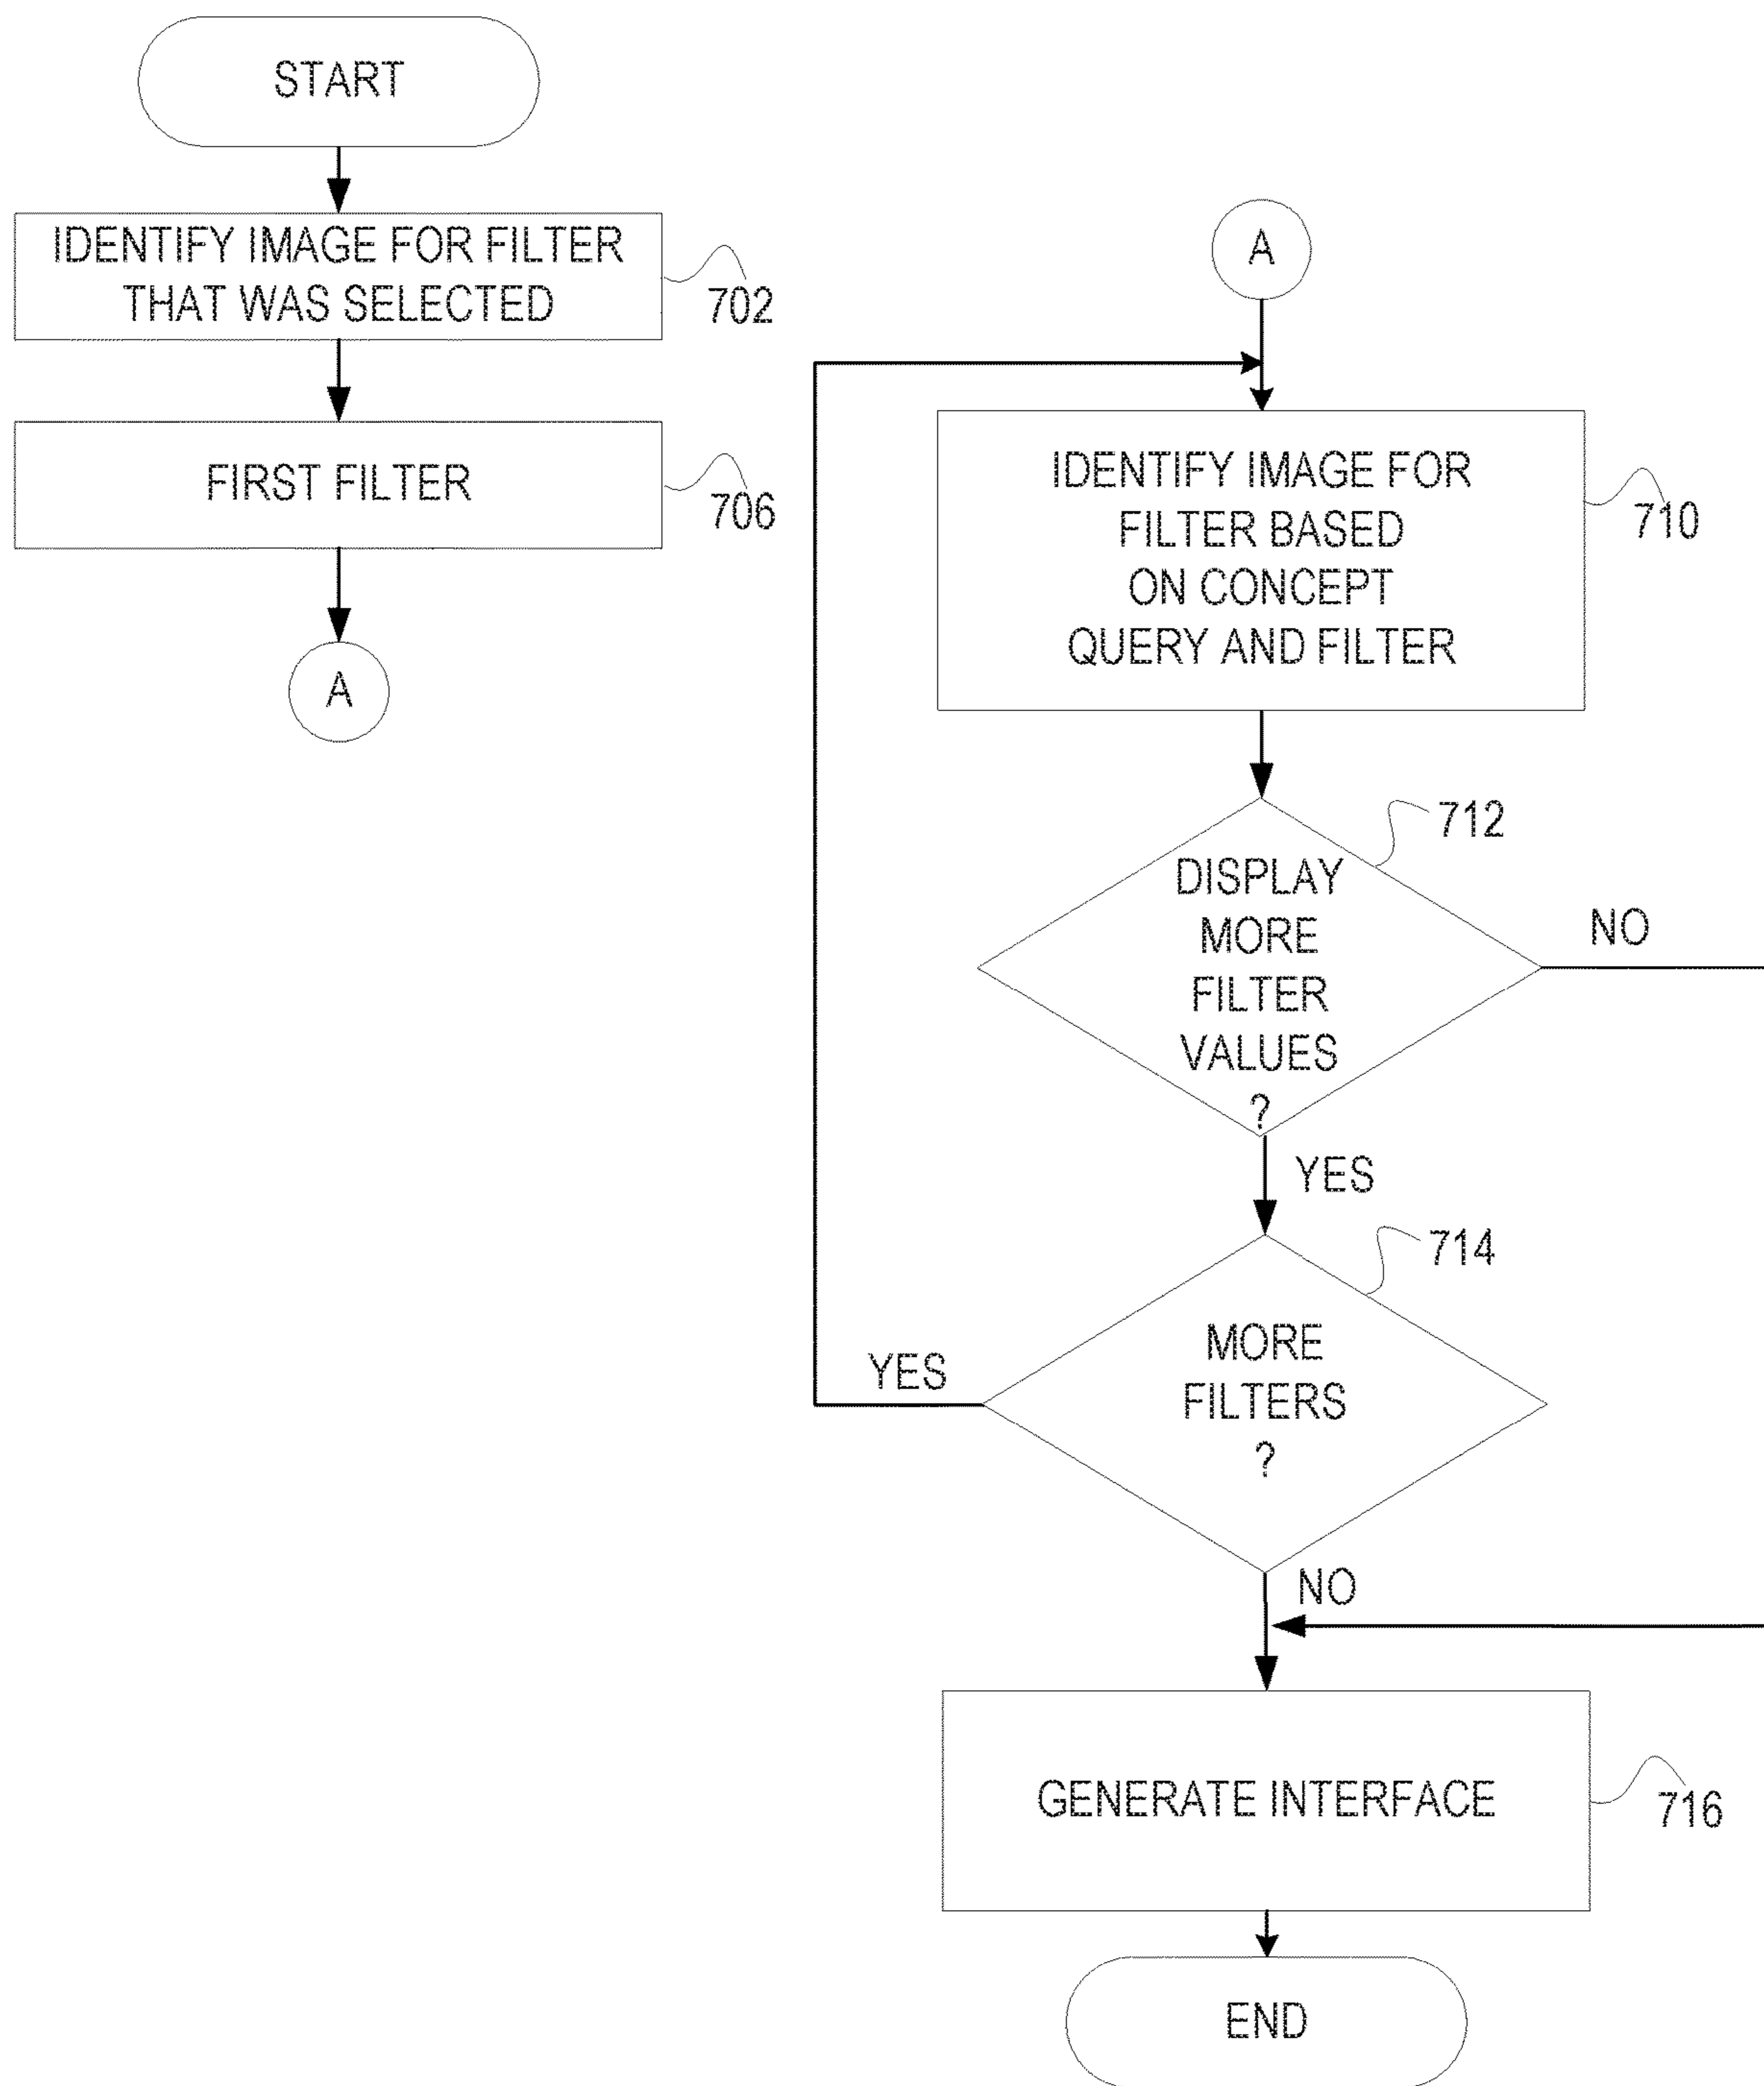 START
IDENTIFY IMAGE FOR FILTER
THAT WAS SELECTED
702
FIRST FILTER
706
A
A
IDENTIFY IMAGE FOR
FILTER BASED
ON CONCEPT
QUERY AND FILTER
710
712
DISPLAY
MORE
FILTER
VALUES
?
NO
YES
714
MORE
FILTERS
?
YES
NO
GENERATE INTERFACE
716
END